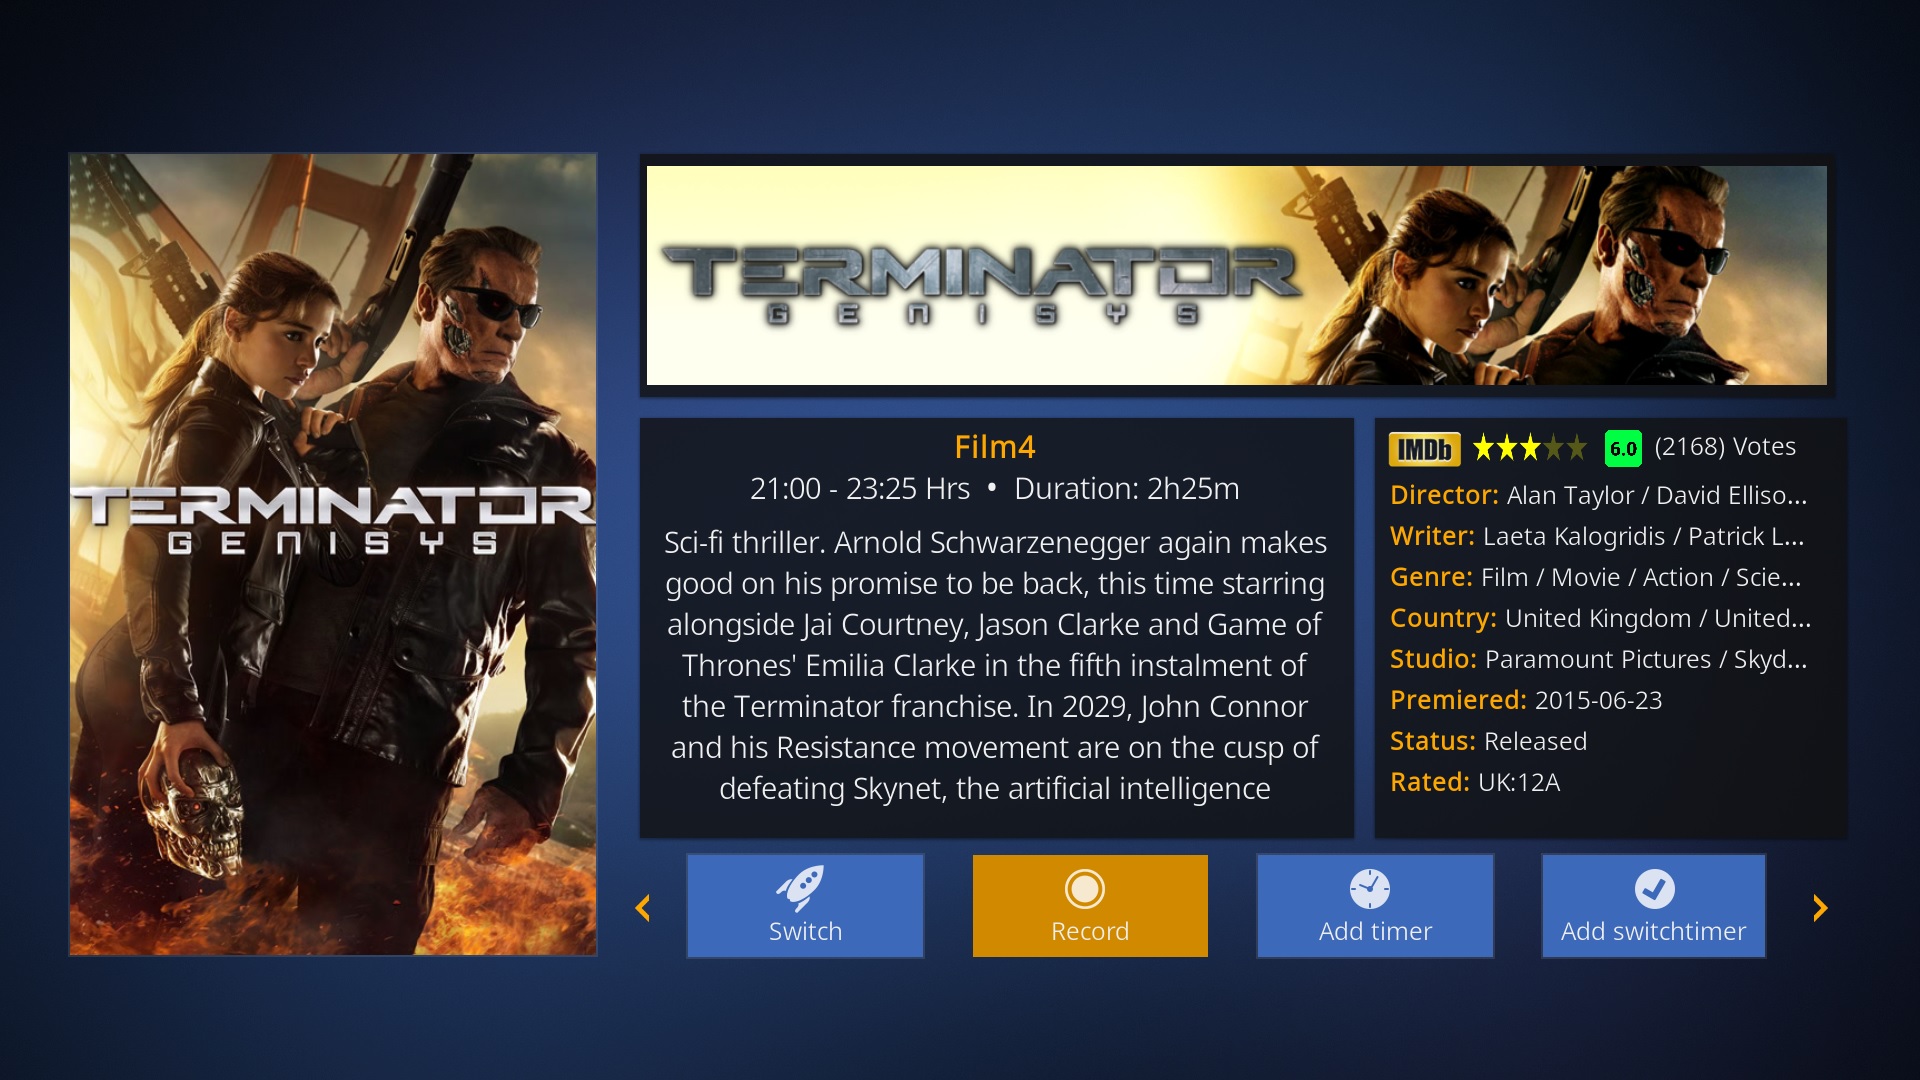 TERMINATOR
GENISYS
TERMINATOR
GENISYS
Film4
21:00 - 23:25 Hrs • Duration: 2h25m
Sci-fi thriller. Arnold Schwarzenegger again makes
good on his promise to be back, this time starring
alongside Jai Courtney, Jason Clarke and Game of
Thrones' Emilia Clarke in the fifth instalment of
the Terminator franchise. In 2029, John Connor
and his Resistance movement are on the cusp of
defeating Skynet, the artificial intelligence
IMDb 6.0 (2168) Votes
Director: Alan Taylor / David Elliso...
Writer: Laeta Kalogridis / Patrick L...
Genre: Film / Movie / Action / Scie...
Country: United Kingdom / United...
Studio: Paramount Pictures / Skyd...
Premiered: 2015-06-23
Status: Released
Rated: UK:12A
Switch
Record
Add timer
Add switchtimer